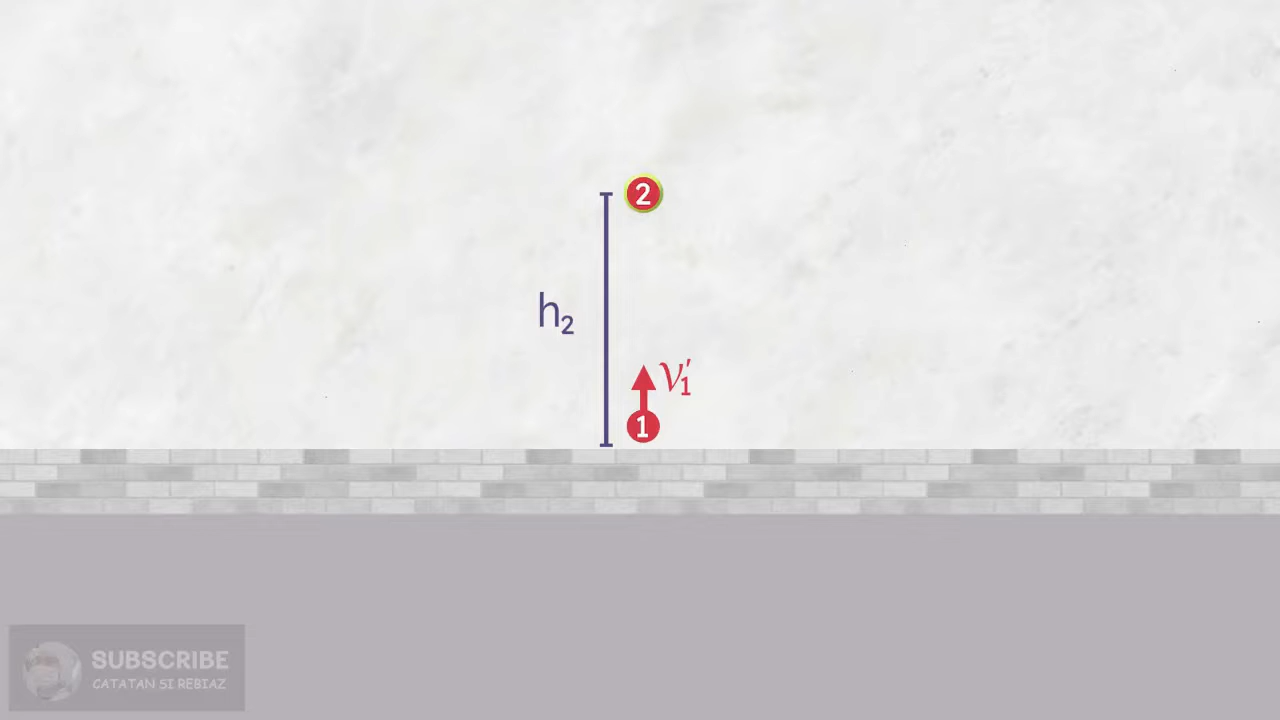 2
h₂
V₁′
1
SUBSCRIBE
CATATAN SI REBIAZ